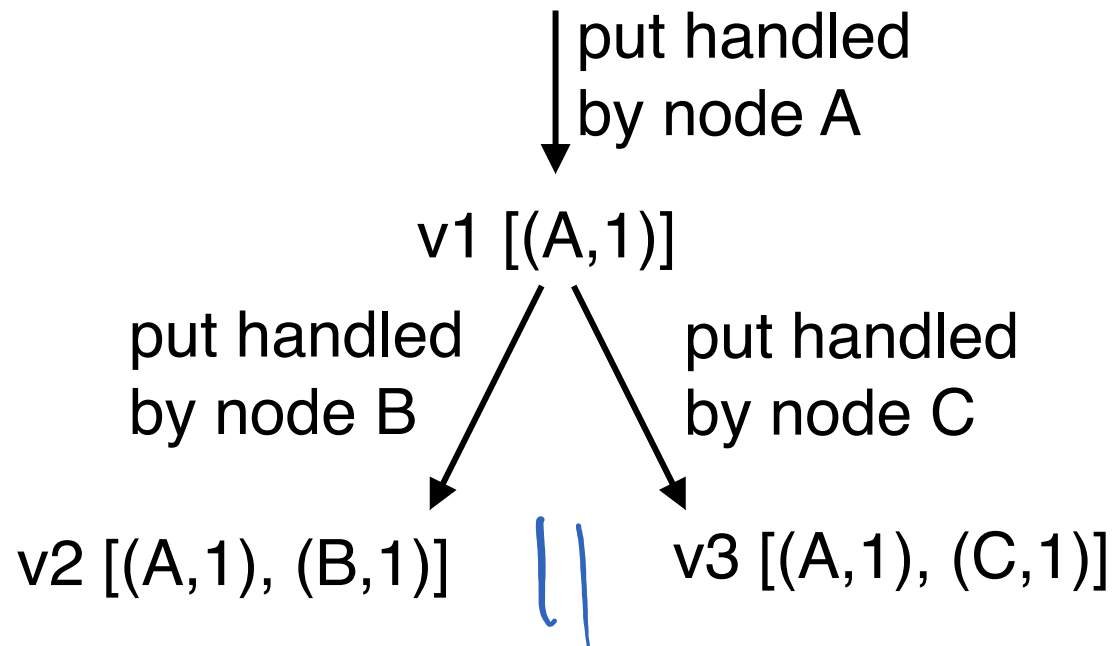 put handled
by node A
v1 [(A,1)]
put handled
by node B
put handled
by node C
v2 [(A,1), (B,1)]
||
v3 [(A,1), (C,1)]